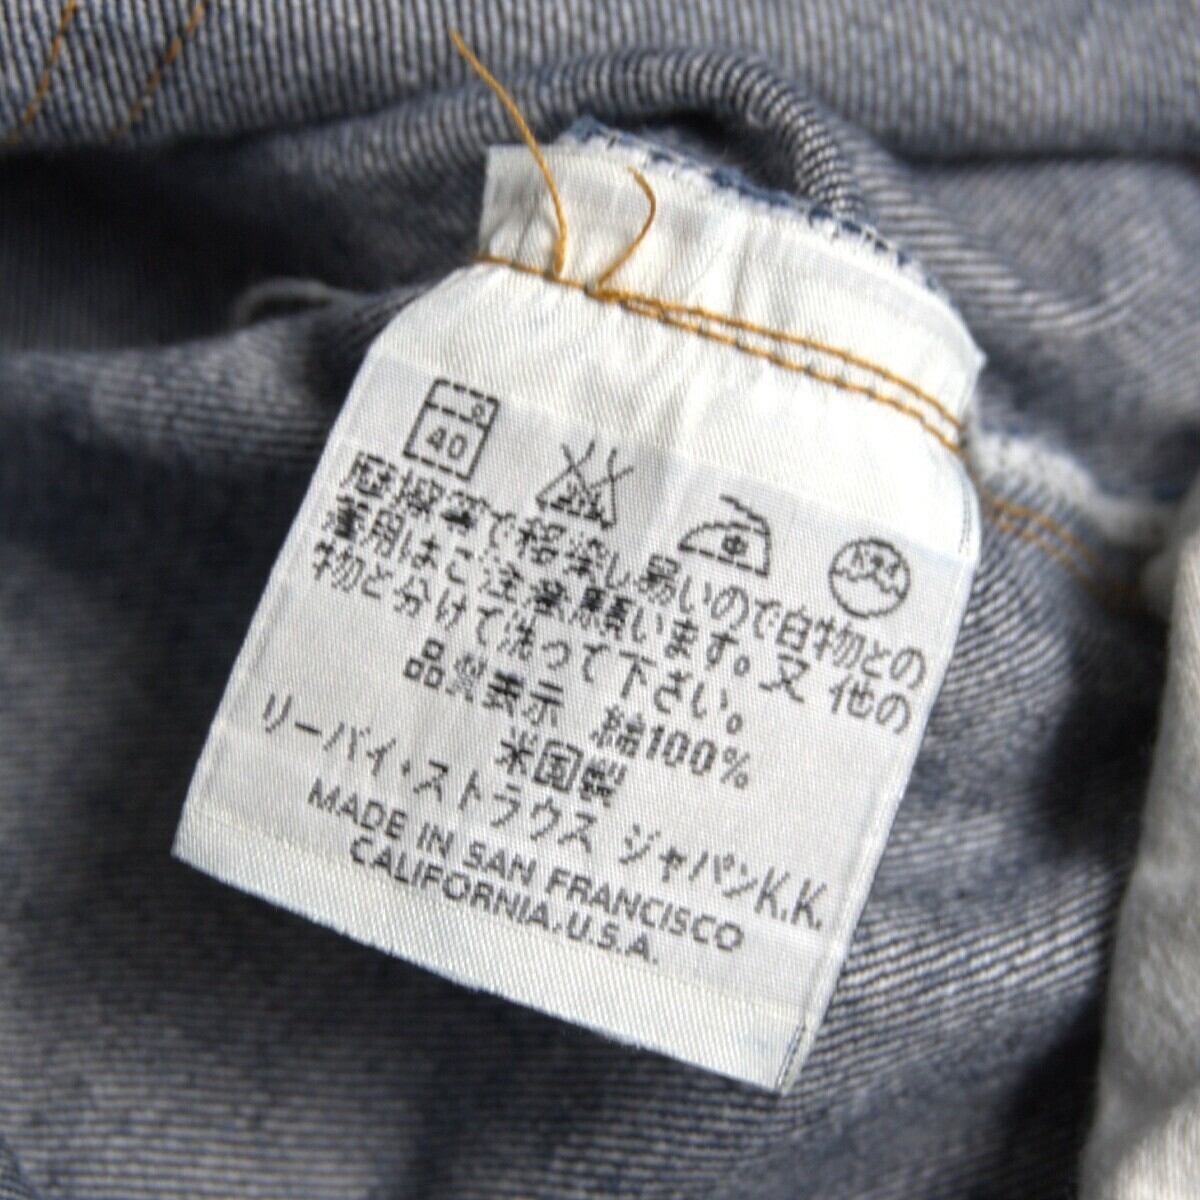 40
摩擦等で移染し易いので白物との
着用はご注意願います。又 他の
物と分けて洗って下さい。
品質表示 綿100%
米国製
リーバイ・ストラウス ジャパンK.K.
MADE IN SAN FRANCISCO
CALIFORNIA,U.S.A.